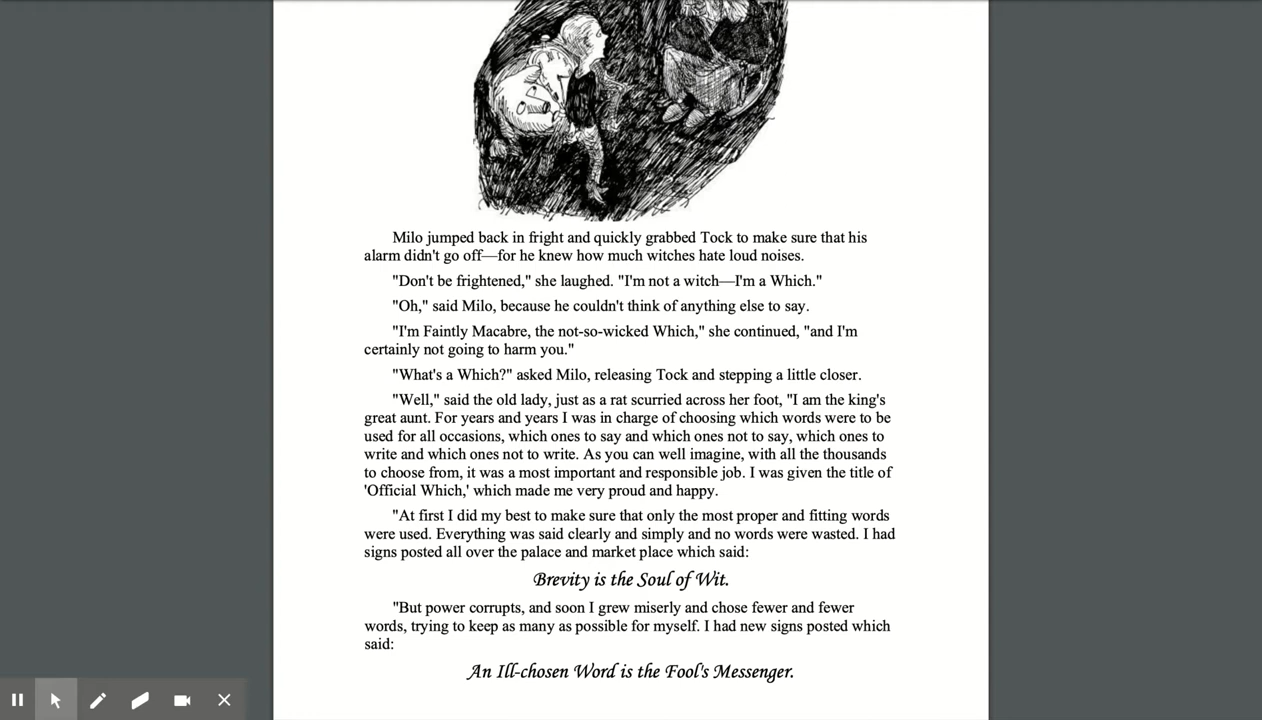 Milo jumped back in fright and quickly grabbed Tock to make sure that his
alarm didn't go off—for he knew how much witches hate loud noises.
"Don't be frightened," she laughed. "I'm not a witch—I'm a Which."
"Oh," said Milo, because he couldn't think of anything else to say.
"I'm Faintly Macabre, the not-so-wicked Which," she continued, "and I'm
certainly not going to harm you."
"What's a Which?" asked Milo, releasing Tock and stepping a little closer.
"Well," said the old lady, just as a rat scurried across her foot, "I am the king's
great aunt. For years and years I was in charge of choosing which words were to be
used for all occasions, which ones to say and which ones not to say, which ones to
write and which ones not to write. As you can well imagine, with all the thousands
to choose from, it was a most important and responsible job. I was given the title of
'Official Which,' which made me very proud and happy.
"At first I did my best to make sure that only the most proper and fitting words
were used. Everything was said clearly and simply and no words were wasted. I had
signs posted all over the palace and market place which said:
Brevity is the Soul of Wit.
"But power corrupts, and soon I grew miserly and chose fewer and fewer
words, trying to keep as many as possible for myself. I had new signs posted which
said:
An Ill-chosen Word is the Fool's Messenger.